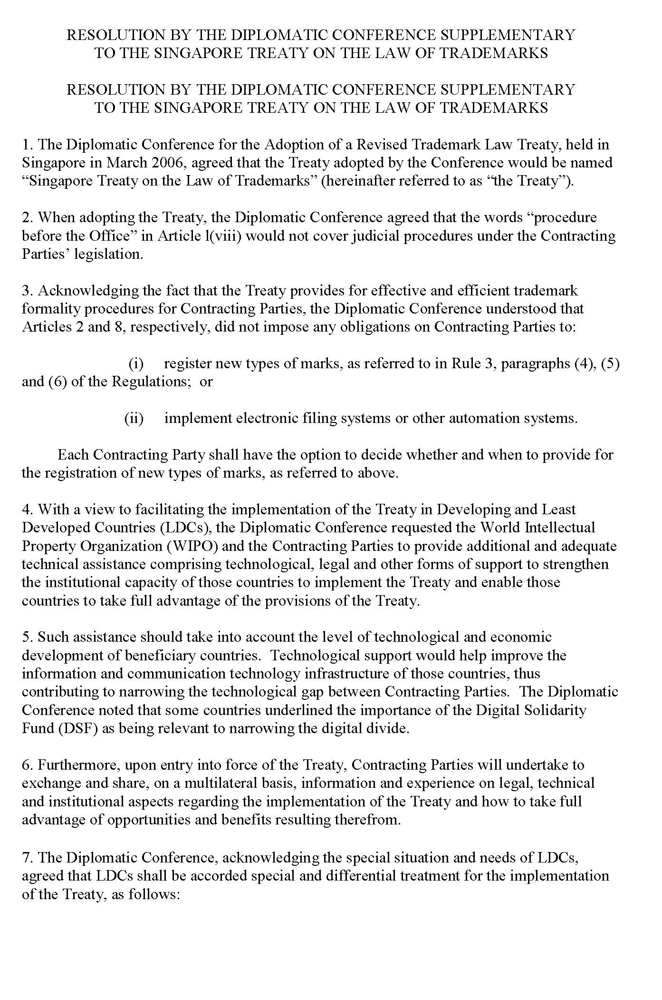 RESOLUTION BY THE DIPLOMATIC CONFERENCE SUPPLEMENTARY
TO THE SINGAPORE TREATY ON THE LAW OF TRADEMARKS
RESOLUTION BY THE DIPLOMATIC CONFERENCE SUPPLEMENTARY
TO THE SINGAPORE TREATY ON THE LAW OF TRADEMARKS
1. The Diplomatic Conference for the Adoption of a Revised Trademark Law Treaty, held in
Singapore in March 2006, agreed that the Treaty adopted by the Conference would be named
“Singapore Treaty on the Law of Trademarks” (hereinafter referred to as “the Treaty”).
2. When adopting the Treaty, the Diplomatic Conference agreed that the words “procedure
before the Office” in Article l(viii) would not cover judicial procedures under the Contracting
Parties’ legislation.
3. Acknowledging the fact that the Treaty provides for effective and efficient trademark
formality procedures for Contracting Parties, the Diplomatic Conference understood that
Articles 2 and 8, respectively, did not impose any obligations on Contracting Parties to:
(i) register new types of marks, as referred to in Rule 3, paragraphs (4), (5)
and (6) of the Regulations; or
(ii) implement electronic filing systems or other automation systems.
Each Contracting Party shall have the option to decide whether and when to provide for
the registration of new types of marks, as referred to above.
4. With a view to facilitating the implementation of the Treaty in Developing and Least
Developed Countries (LDCs), the Diplomatic Conference requested the World Intellectual
Property Organization (WIPO) and the Contracting Parties to provide additional and adequate
technical assistance comprising technological, legal and other forms of support to strengthen
the institutional capacity of those countries to implement the Treaty and enable those
countries to take full advantage of the provisions of the Treaty.
5. Such assistance should take into account the level of technological and economic
development of beneficiary countries. Technological support would help improve the
information and communication technology infrastructure of those countries, thus
contributing to narrowing the technological gap between Contracting Parties. The Diplomatic
Conference noted that some countries underlined the importance of the Digital Solidarity
Fund (DSF) as being relevant to narrowing the digital divide.
6. Furthermore, upon entry into force of the Treaty, Contracting Parties will undertake to
exchange and share, on a multilateral basis, information and experience on legal, technical
and institutional aspects regarding the implementation of the Treaty and how to take full
advantage of opportunities and benefits resulting therefrom.
7. The Diplomatic Conference, acknowledging the special situation and needs of LDCs,
agreed that LDCs shall be accorded special and differential treatment for the implementation
of the Treaty, as follows: